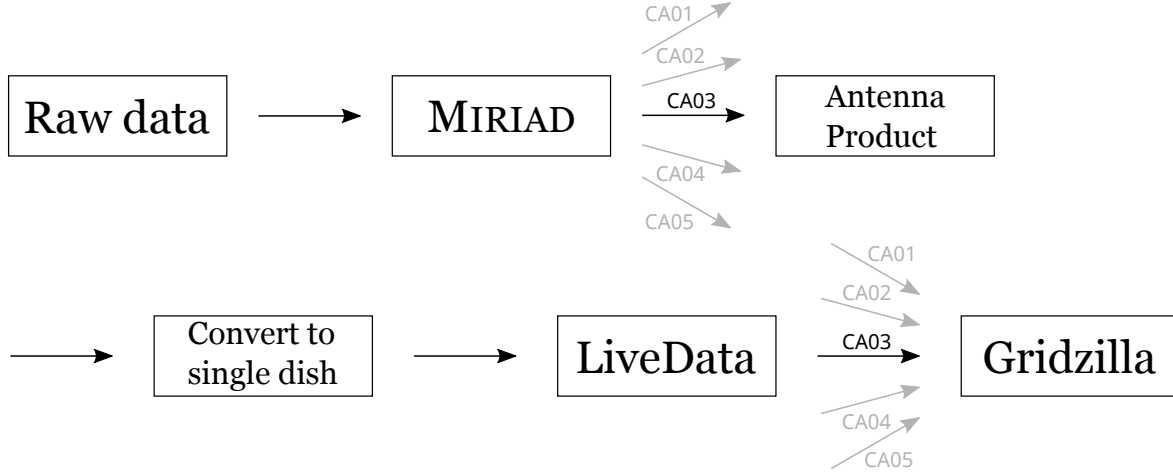 CA01
CA02
Raw data
MIRIAD
CA03
Antenna
Product
CA04
CA05
CA01
CA02
Convert to
single dish
LiveData
CA03
Gridzilla
CA04
CA05